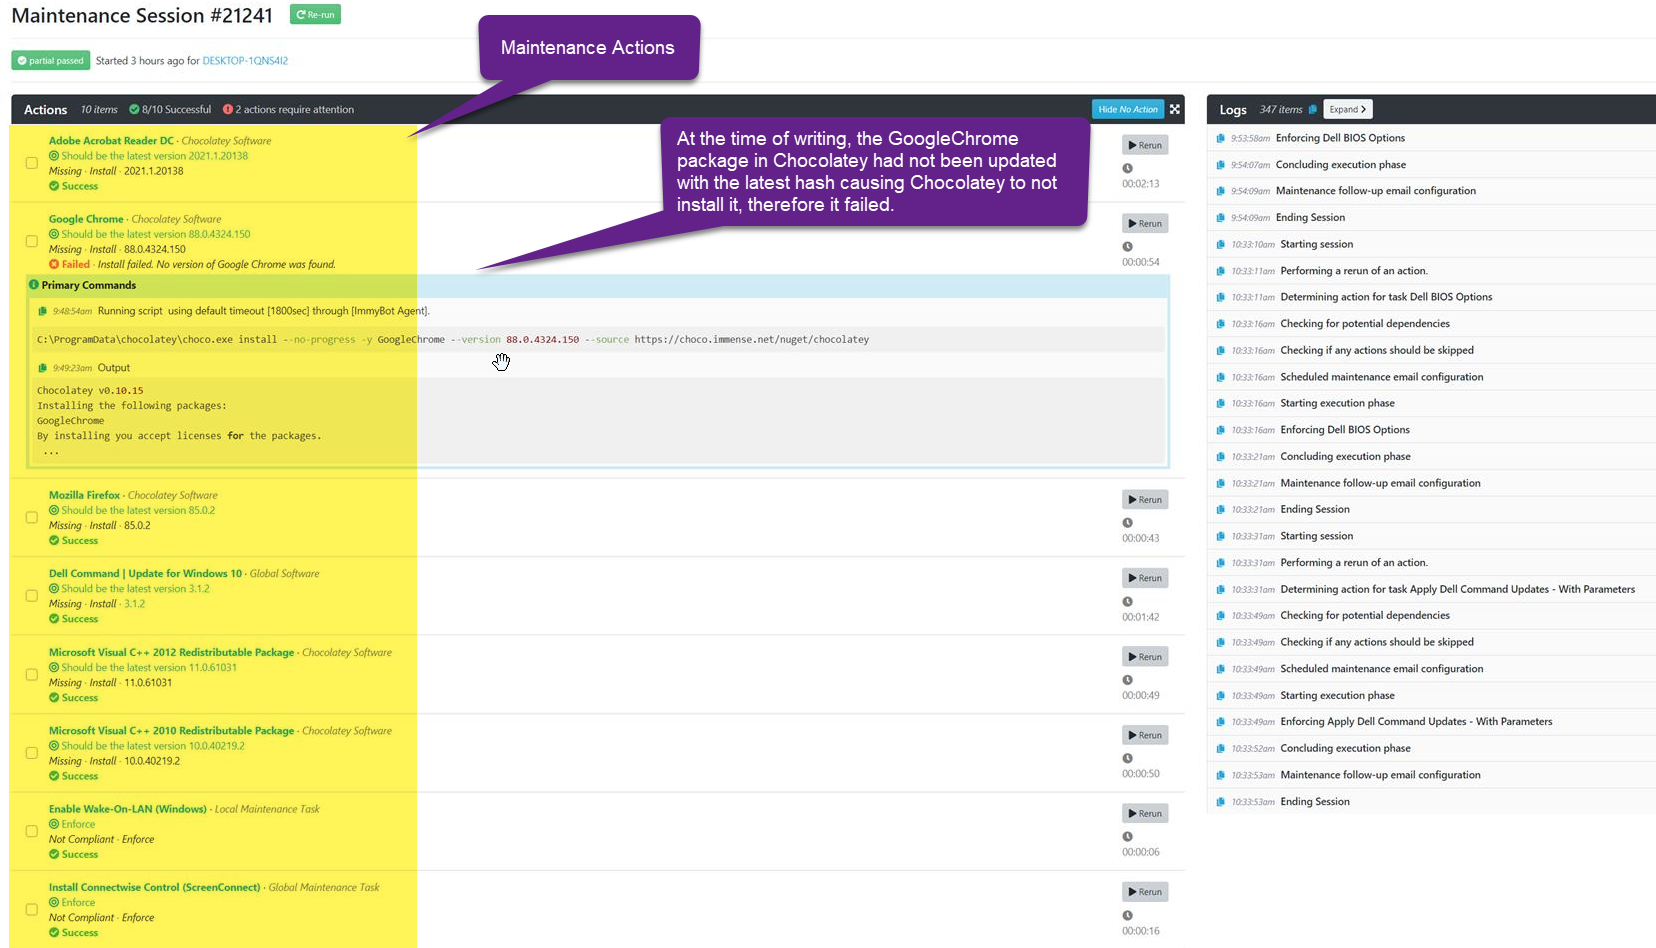 Maintenance Session #21241
Re-run
Maintenance Actions
partial passed Started 3 hours ago for DESKTOP-1QNS4I2
Actions 10 items 8/10 Successful 2 actions require attention Hide No Action
At the time of writing, the GoogleChrome
package in Chocolatey had not been updated
with the latest hash causing Chocolatey to not
install it, therefore it failed.
Adobe Acrobat Reader DC · Chocolatey Software
Should be the latest version 2021.1.20138
Missing · Install · 2021.1.20138
Success
Rerun
00:02:13
Google Chrome · Chocolatey Software
Should be the latest version 88.0.4324.150
Missing · Install · 88.0.4324.150
Failed · Install failed. No version of Google Chrome was found.
Rerun
00:00:54
Primary Commands
9:48:54am Running script using default timeout [1800sec] through [ImmyBot Agent].
C:\ProgramData\chocolatey\choco.exe install --no-progress -y GoogleChrome --version 88.0.4324.150 --source https://choco.immense.net/nuget/chocolatey
9:49:23am Output
Chocolatey v0.10.15
Installing the following packages:
GoogleChrome
By installing you accept licenses for the packages.
...
Mozilla Firefox · Chocolatey Software
Should be the latest version 85.0.2
Missing · Install · 85.0.2
Success
Rerun
00:00:43
Dell Command | Update for Windows 10 · Global Software
Should be the latest version 3.1.2
Missing · Install · 3.1.2
Success
Rerun
00:01:42
Microsoft Visual C++ 2012 Redistributable Package · Chocolatey Software
Should be the latest version 11.0.61031
Missing · Install · 11.0.61031
Success
Rerun
00:00:49
Microsoft Visual C++ 2010 Redistributable Package · Chocolatey Software
Should be the latest version 10.0.40219.2
Missing · Install · 10.0.40219.2
Success
Rerun
00:00:50
Enable Wake-On-LAN (Windows) · Local Maintenance Task
Enforce
Not Compliant · Enforce
Success
Rerun
00:00:06
Install Connectwise Control (ScreenConnect) · Global Maintenance Task
Enforce
Not Compliant · Enforce
Success
Rerun
00:00:16
Logs 347 items Expand
9:53:58am Enforcing Dell BIOS Options
9:54:07am Concluding execution phase
9:54:09am Maintenance follow-up email configuration
9:54:09am Ending Session
10:33:10am Starting session
10:33:11am Performing a rerun of an action.
10:33:11am Determining action for task Dell BIOS Options
10:33:16am Checking for potential dependencies
10:33:16am Checking if any actions should be skipped
10:33:16am Scheduled maintenance email configuration
10:33:16am Starting execution phase
10:33:16am Enforcing Dell BIOS Options
10:33:21am Concluding execution phase
10:33:21am Maintenance follow-up email configuration
10:33:21am Ending Session
10:33:31am Starting session
10:33:31am Performing a rerun of an action.
10:33:31am Determining action for task Apply Dell Command Updates - With Parameters
10:33:49am Checking for potential dependencies
10:33:49am Checking if any actions should be skipped
10:33:49am Scheduled maintenance email configuration
10:33:49am Starting execution phase
10:33:49am Enforcing Apply Dell Command Updates - With Parameters
10:33:52am Concluding execution phase
10:33:53am Maintenance follow-up email configuration
10:33:53am Ending Session